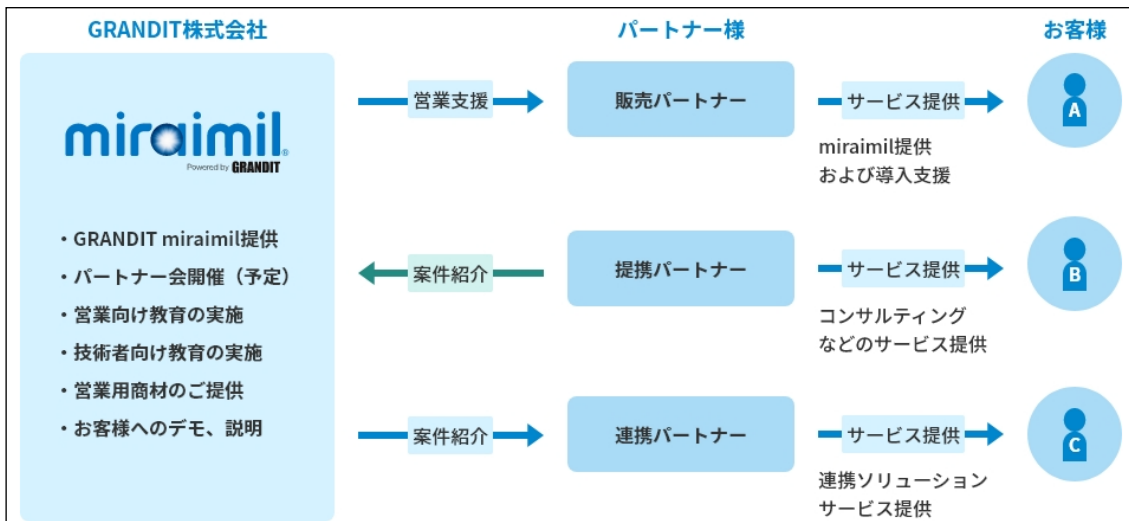 GRANDIT株式会社
パートナー様
お客様
miraimil®
Powered by GRANDIT
・GRANDIT miraimil提供
・パートナー会開催（予定）
・営業向け教育の実施
・技術者向け教育の実施
・営業用商材のご提供
・お客様へのデモ、説明
営業支援
販売パートナー
サービス提供
A
miraimil提供
および導入支援
案件紹介
提携パートナー
サービス提供
B
コンサルティング
などのサービス提供
案件紹介
連携パートナー
サービス提供
C
連携ソリューション
サービス提供